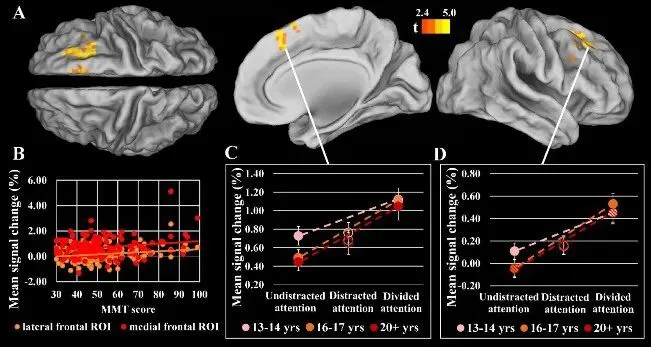 A
t
2.4 5.0
B
Mean signal change (%)
6.00
4.00
2.00
0.00
-2.00
30 40 50 60 70 80 90 100
MMT score
lateral frontal ROI medial frontal ROI
C
Mean signal change (%)
1.40
1.20
1.00
0.80
0.60
0.40
0.20
Undistracted Distracted Divided
attention attention attention
13-14 yrs 16-17 yrs 20+ yrs
D
Mean signal change (%)
0.80
0.60
0.40
0.20
0.00
-0.20
Undistracted Distracted Divided
attention attention attention
13-14 yrs 16-17 yrs 20+ yrs